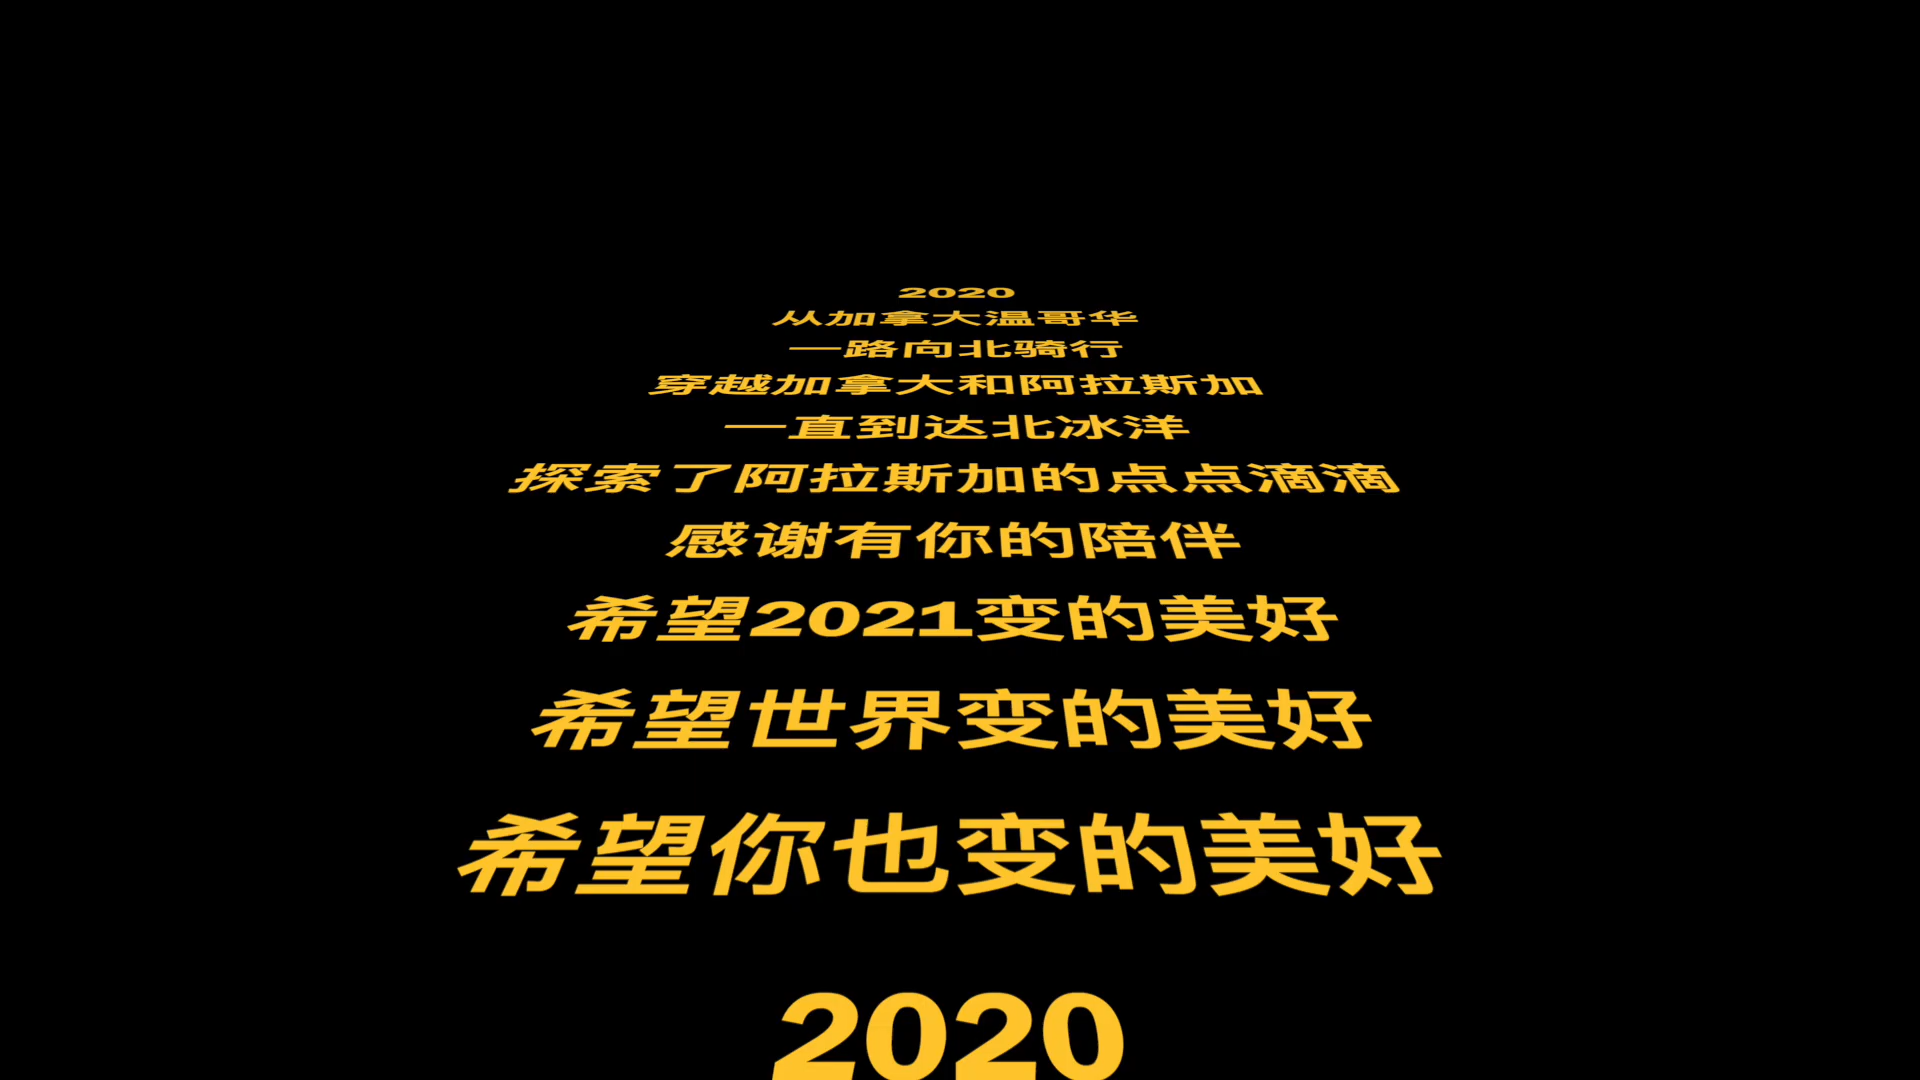 2020
从加拿大温哥华
一路向北骑行
穿越加拿大和阿拉斯加
一直到达北冰洋
探索了阿拉斯加的点点滴滴
感谢有你的陪伴
希望2021变的美好
希望世界变的美好
希望你也变的美好
2020